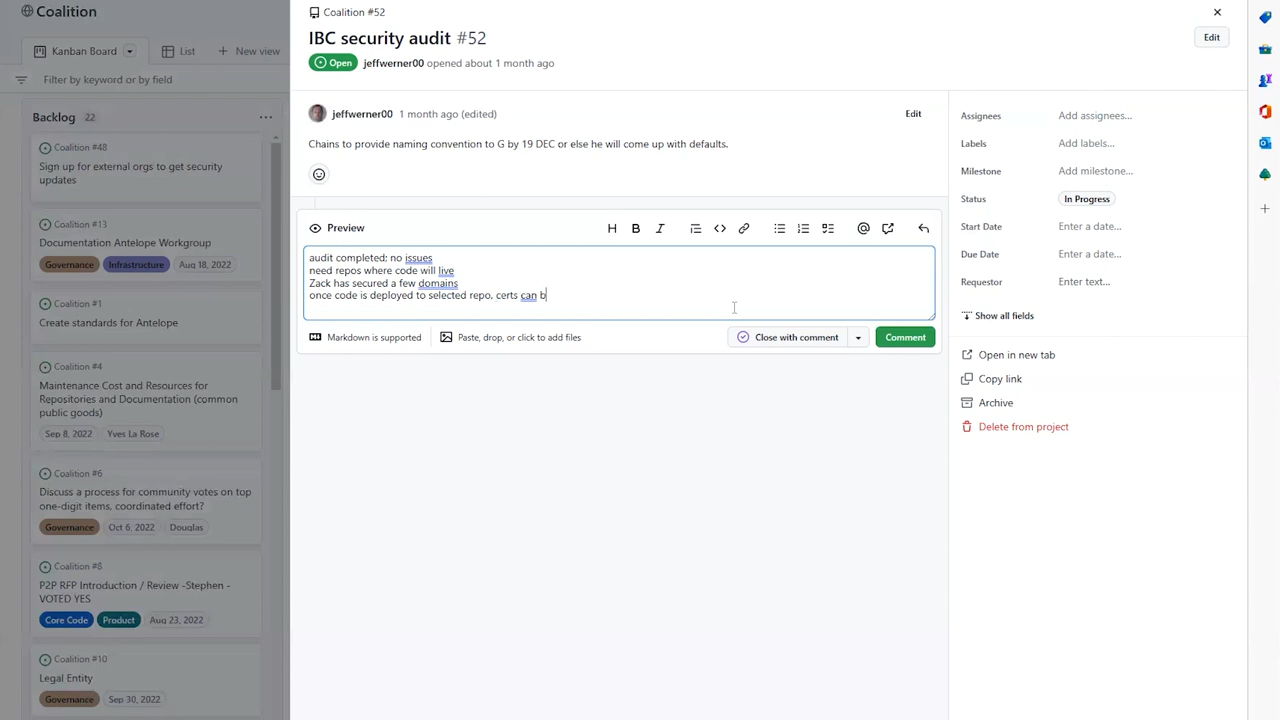 Coalition
Kanban Board
List
New view
Filter by keyword or by field
Backlog 22
Coalition #48
Sign up for external orgs to get security
updates
Coalition #13
Documentation Antelope Workgroup
Governance Infrastructure Aug 18, 2022
Coalition #1
Create standards for Antelope
Coalition #4
Maintenance Cost and Resources for
Repositories and Documentation (common
public goods)
Sep 8, 2022 Yves La Rose
Coalition #6
Discuss a process for community votes on top
one-digit items, coordinated effort?
Governance Oct 6, 2022 Douglas
Coalition #8
P2P RFP Introduction / Review -Stephen -
VOTED YES
Core Code Product Aug 23, 2022
Coalition #10
Legal Entity
Governance Sep 30, 2022
Coalition #52
IBC security audit #52
Edit
Open jeffwerner00 opened about 1 month ago
jeffwerner00 1 month ago (edited)
Edit
Chains to provide naming convention to G by 19 DEC or else he will come up with defaults.
Preview
audit completed: no issues
need repos where code will live
Zack has secured a few domains
once code is deployed to selected repo, certs can b
Markdown is supported
Paste, drop, or click to add files
Close with comment
Comment
Assignees Add assignees...
Labels Add labels...
Milestone Add milestone...
Status In Progress
Start Date Enter a date...
Due Date Enter a date...
Requestor Enter text...
Show all fields
Open in new tab
Copy link
Archive
Delete from project